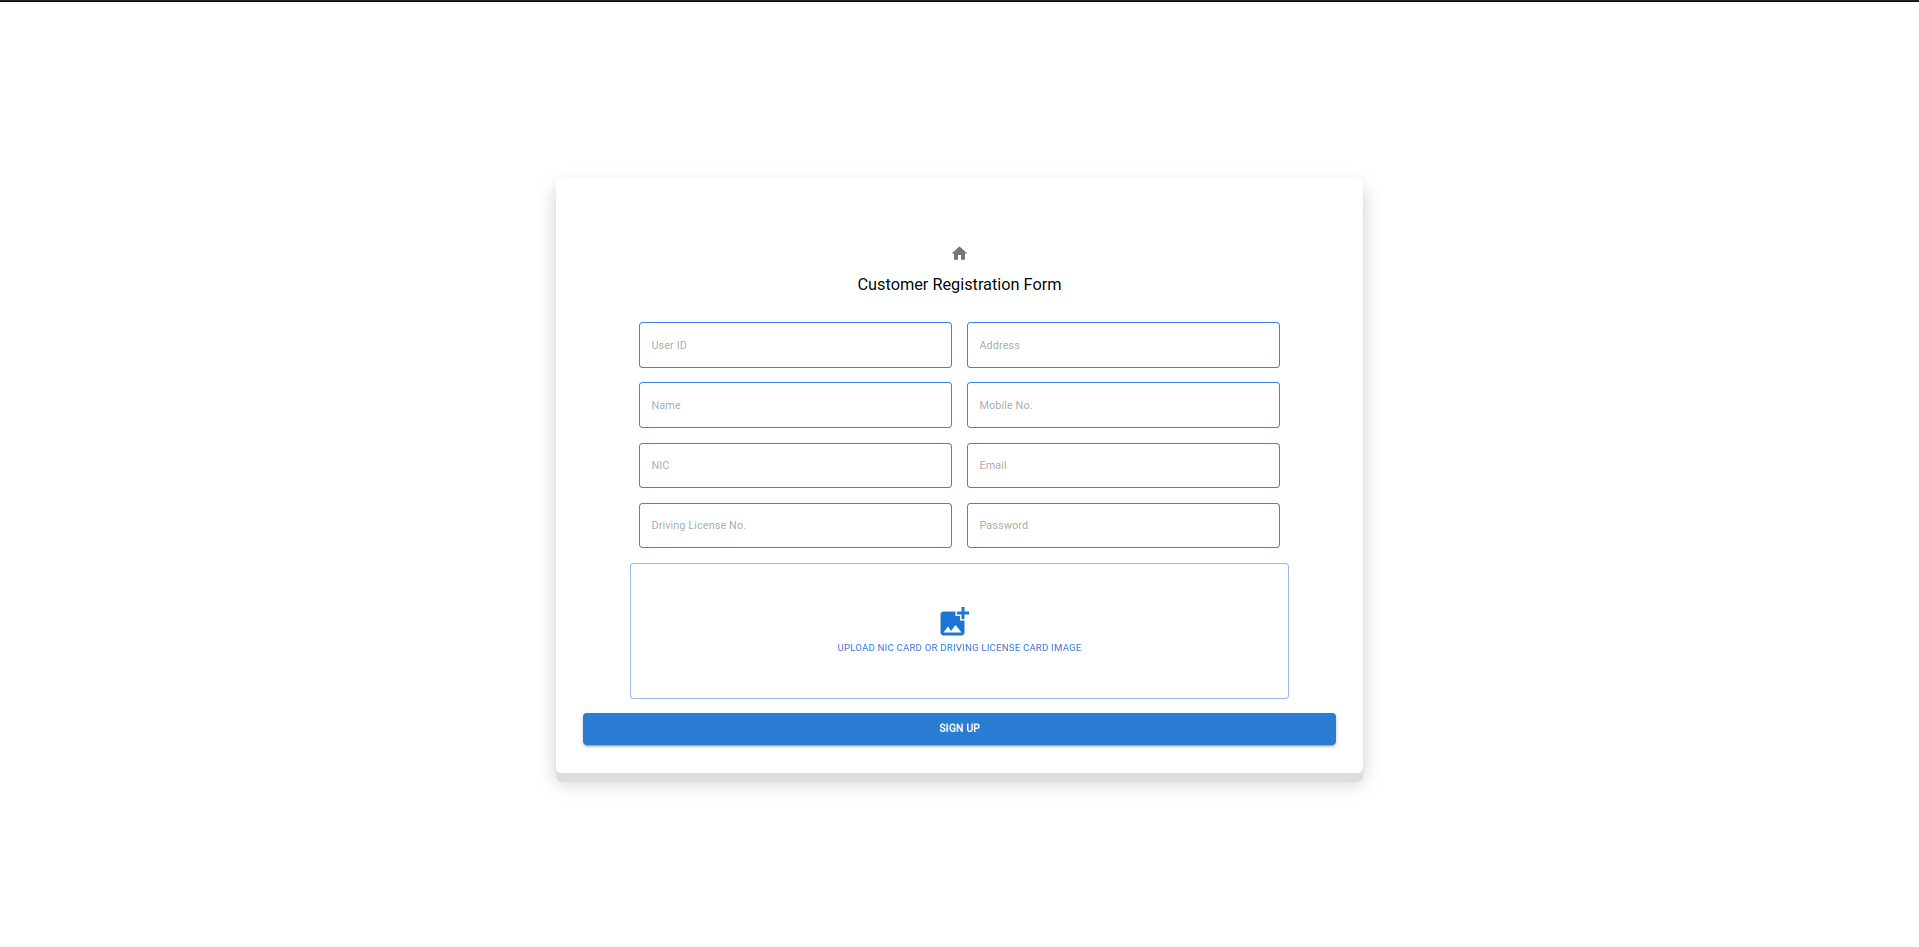 Customer Registration Form
User ID
Address
Name
Mobile No.
NIC
Email
Driving License No.
Password
UPLOAD NIC CARD OR DRIVING LICENSE CARD IMAGE
SIGN UP